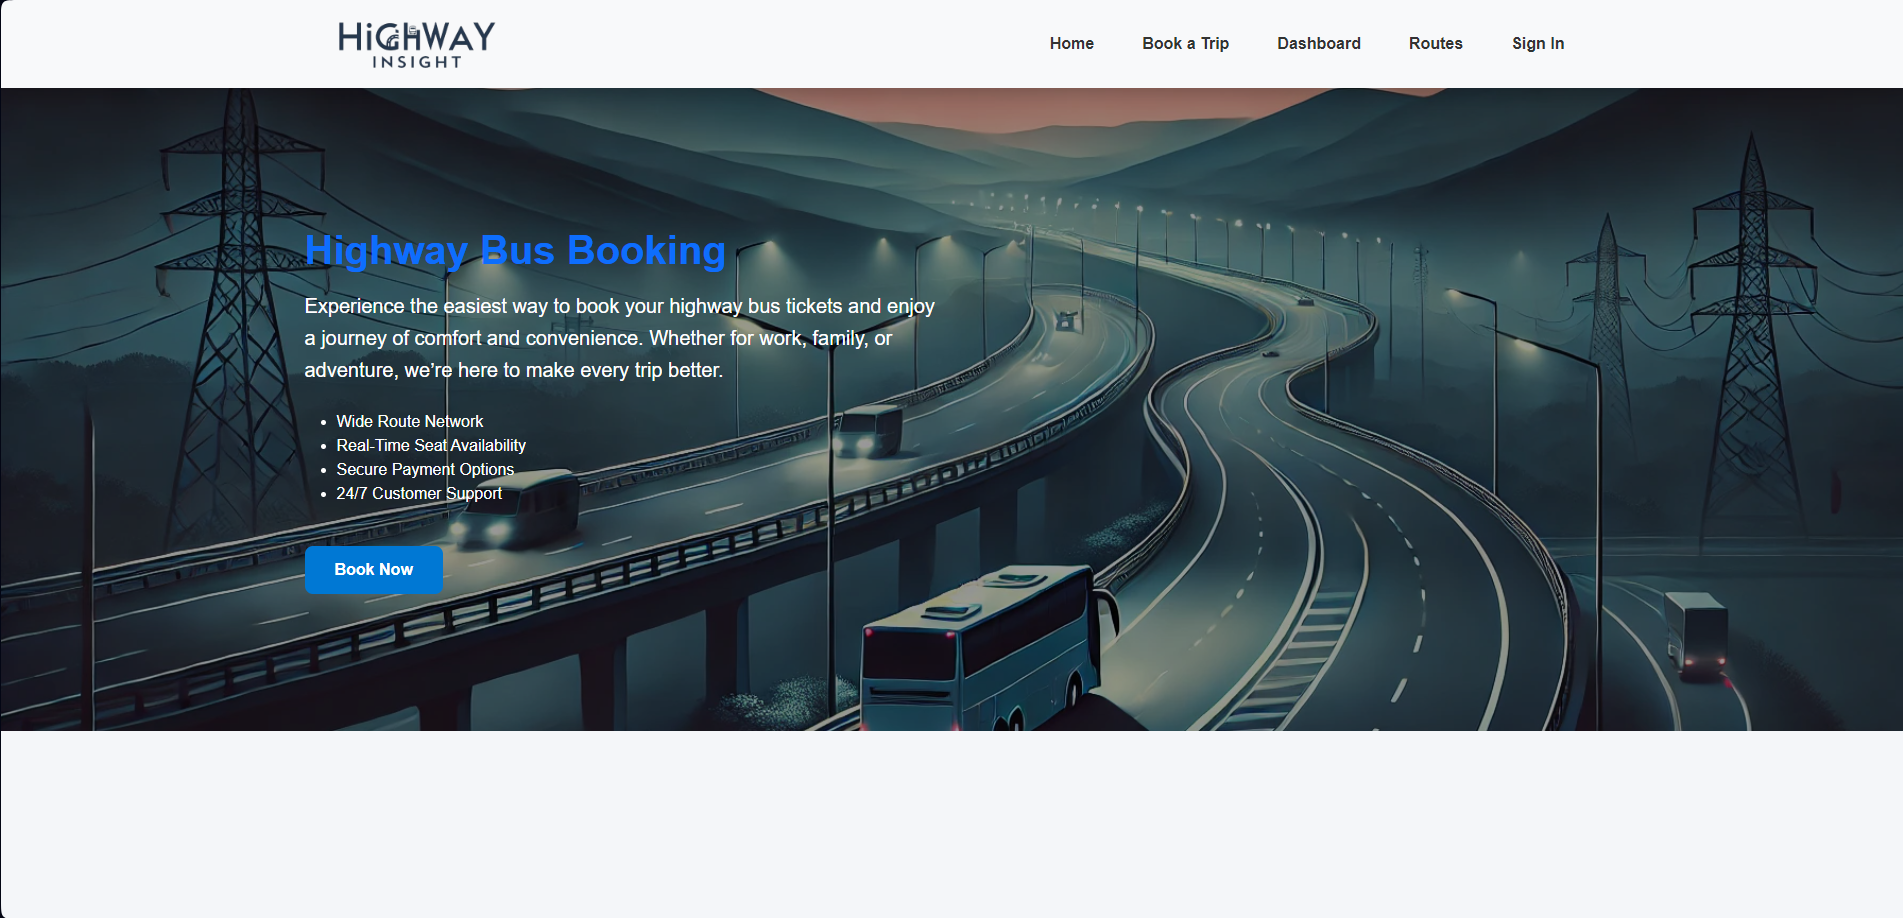 HiGHWAY
INSIGHT
Home
Book a Trip
Dashboard
Routes
Sign In
Highway Bus Booking
Experience the easiest way to book your highway bus tickets and enjoy
a journey of comfort and convenience. Whether for work, family, or
adventure, we’re here to make every trip better.
• Wide Route Network
• Real-Time Seat Availability
• Secure Payment Options
• 24/7 Customer Support
Book Now